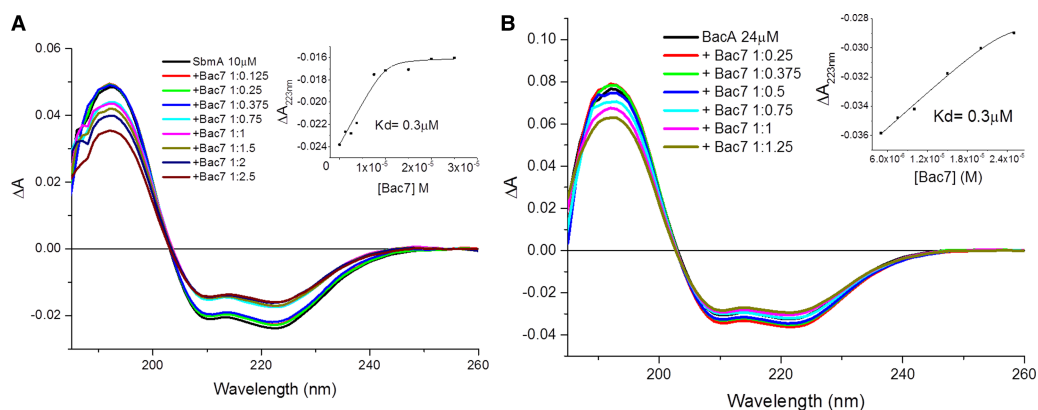 A
SbmA 10μM
+Bac7 1:0.125
+Bac7 1:0.25
+Bac7 1:0.375
+Bac7 1:0.75
+Bac7 1:1
+Bac7 1:1.5
+Bac7 1:2
+Bac7 1:2.5
0.06
0.04
0.02
0.00
-0.02
ΔA
200
220
240
260
Wavelength (nm)
-0.016
-0.018
-0.020
-0.022
-0.024
ΔA223nm
Kd= 0.3μM
0
1x10⁻⁵
2x10⁻⁵
3x10⁻⁵
[Bac7] M
B
BacA 24μM
+ Bac7 1:0.25
+ Bac7 1:0.375
+ Bac7 1:0.5
+ Bac7 1:0.75
+ Bac7 1:1
+ Bac7 1:1.25
0.10
0.08
0.06
0.04
0.02
0.00
-0.02
-0.04
ΔA
200
220
240
260
Wavelength (nm)
-0.028
-0.030
-0.032
-0.034
-0.036
ΔA223nm
Kd= 0.3μM
6.0x10⁻⁶
1.2x10⁻⁵
1.8x10⁻⁵
2.4x10⁻⁵
[Bac7] (M)